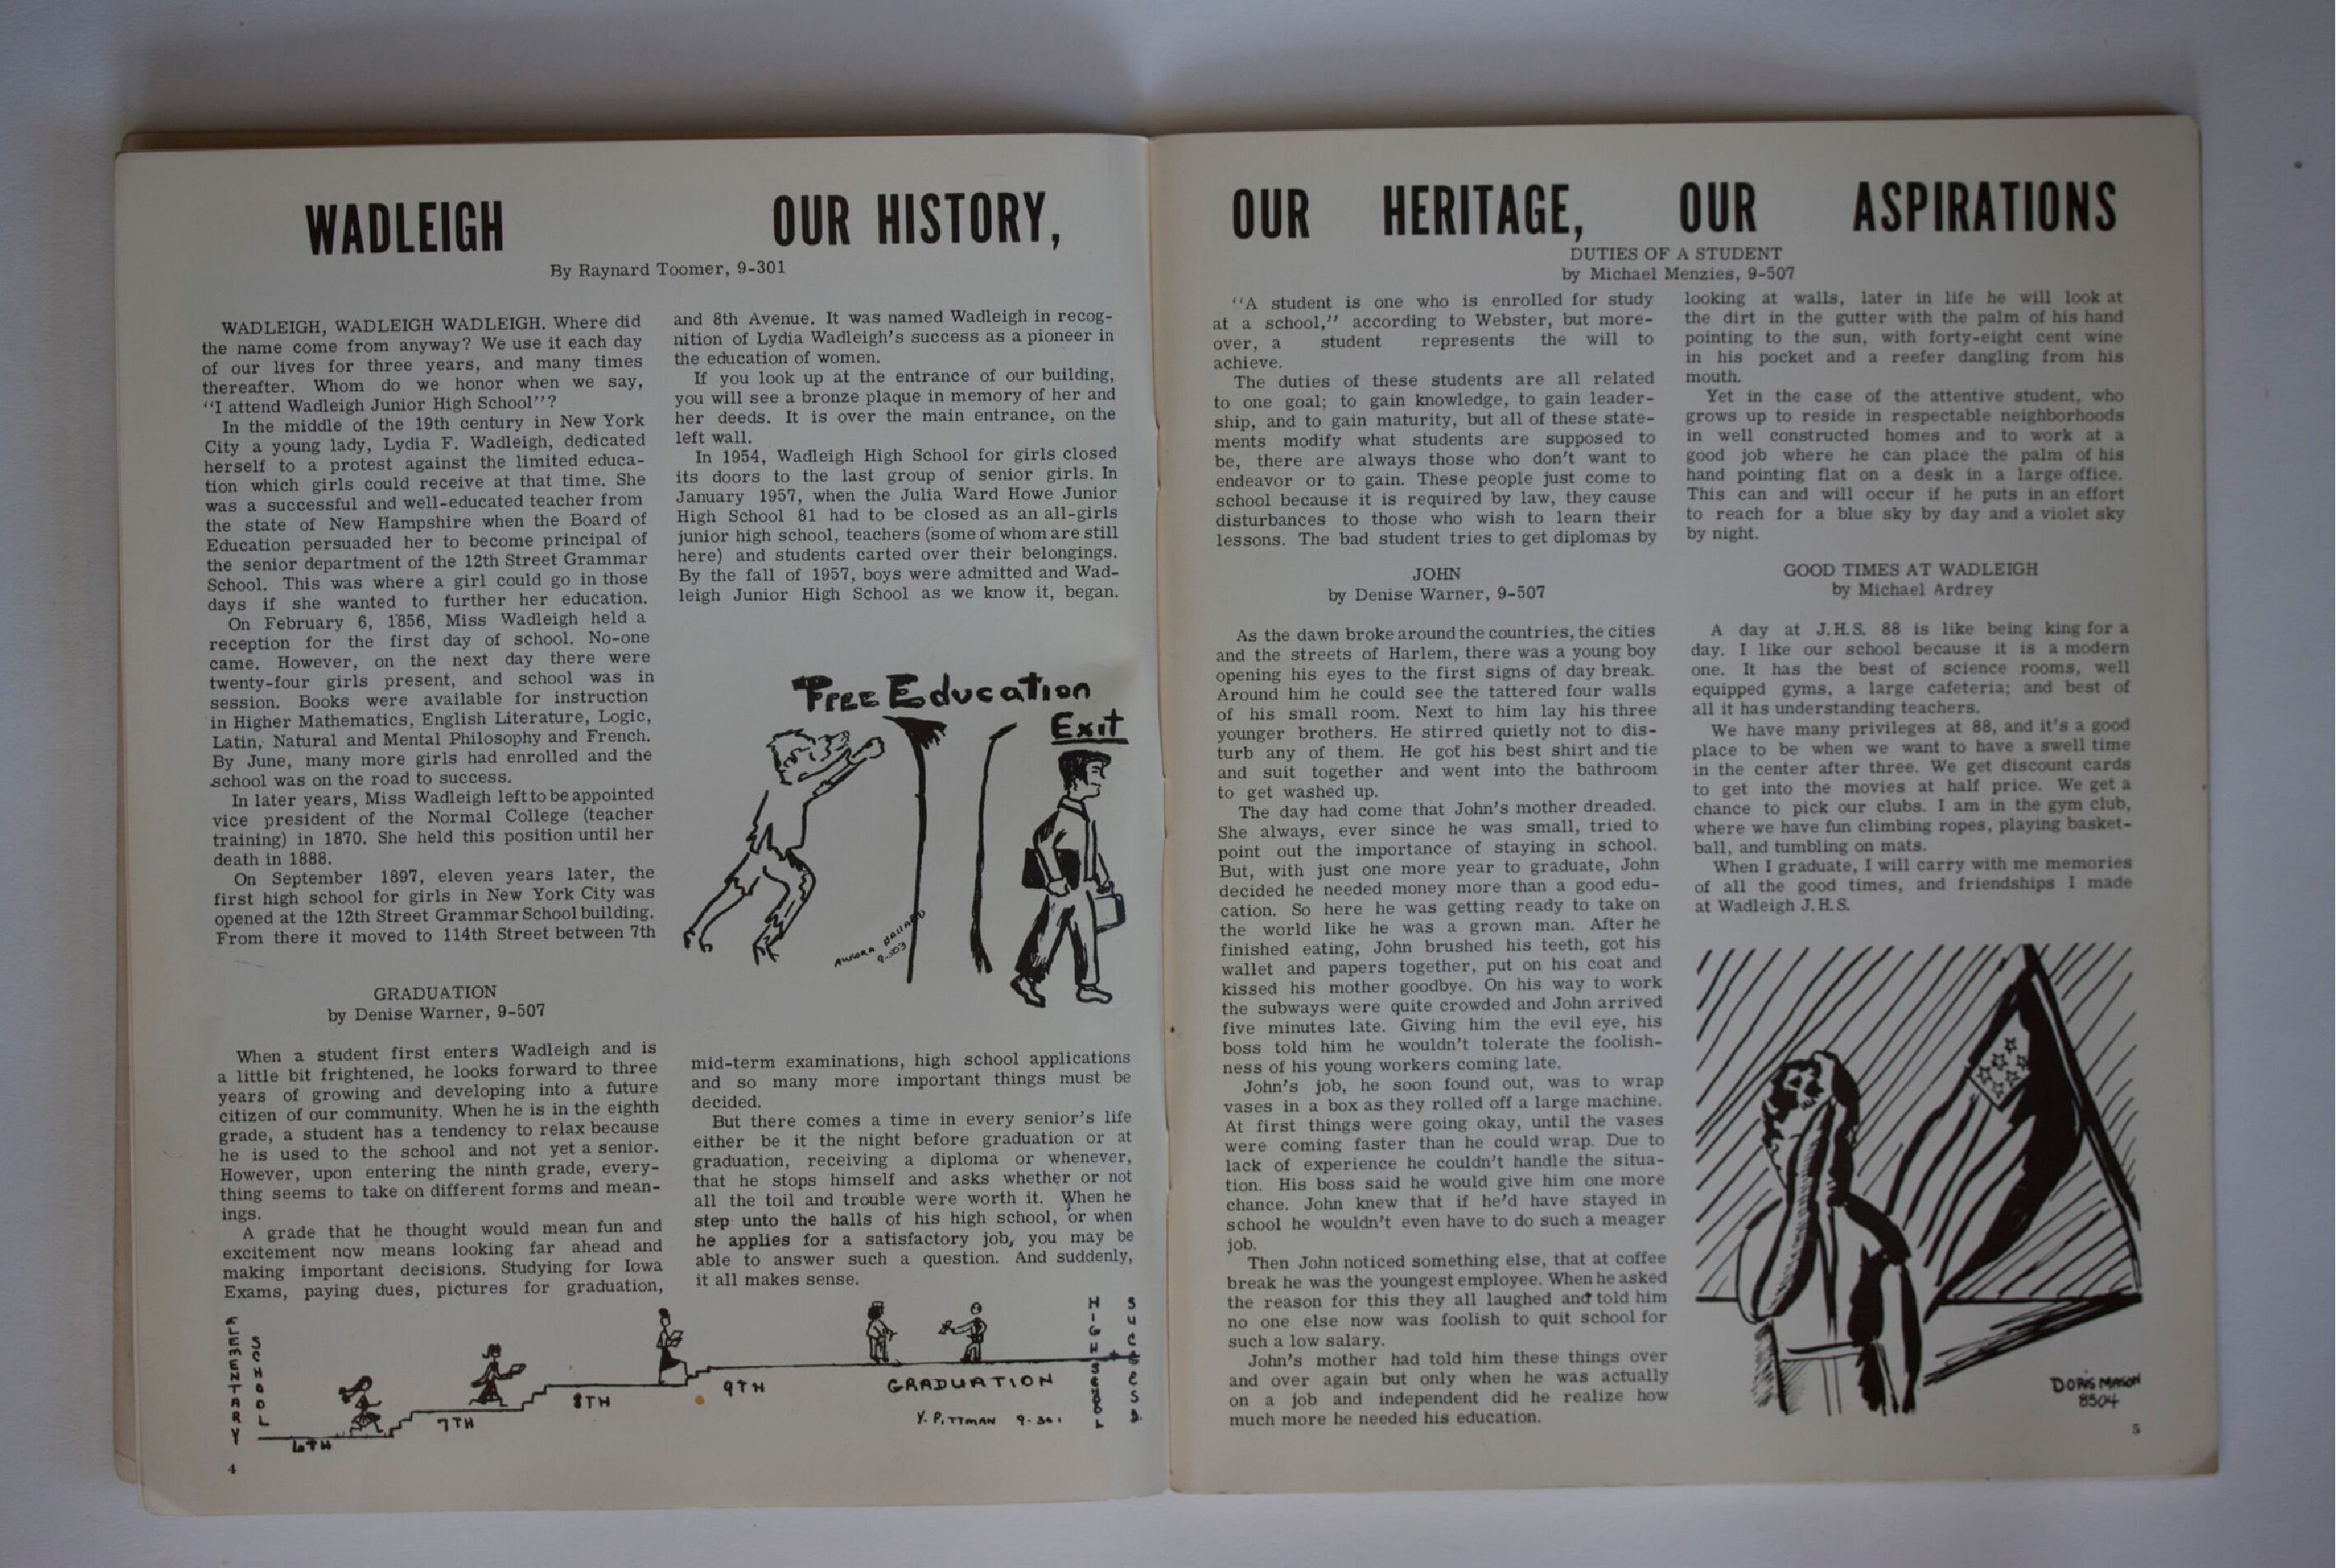 WADLEIGH OUR HISTORY,
By Raynard Toomer, 9-301
WADLEIGH, WADLEIGH WADLEIGH. Where did
the name come from anyway? We use it each day
of our lives for three years, and many times
thereafter. Whom do we honor when we say,
"I attend Wadleigh Junior High School"?
In the middle of the 19th century in New York
City a young lady, Lydia F. Wadleigh, dedicated
herself to a protest against the limited educa-
tion which girls could receive at that time. She
was a successful and well-educated teacher from
the state of New Hampshire when the Board of
Education persuaded her to become principal of
the senior department of the 12th Street Grammar
School. This was where a girl could go in those
days if she wanted to further her education.
On February 6, 1856, Miss Wadleigh held a
reception for the first day of school. No-one
came. However, on the next day there were
twenty-four girls present, and school was in
session. Books were available for instruction
in Higher Mathematics, English Literature, Logic,
Latin, Natural and Mental Philosophy and French.
By June, many more girls had enrolled and the
school was on the road to success.
In later years, Miss Wadleigh left to be appointed
vice president of the Normal College (teacher
training) in 1870. She held this position until her
death in 1888.
On September 1897, eleven years later, the
first high school for girls in New York City was
opened at the 12th Street Grammar School building.
From there it moved to 114th Street between 7th
and 8th Avenue. It was named Wadleigh in recog-
nition of Lydia Wadleigh's success as a pioneer in
the education of women.
If you look up at the entrance of our building,
you will see a bronze plaque in memory of her and
her deeds. It is over the main entrance, on the
left wall.
In 1954, Wadleigh High School for girls closed
its doors to the last group of senior girls. In
January 1957, when the Julia Ward Howe Junior
High School 81 had to be closed as an all-girls
junior high school, teachers (some of whom are still
here) and students carted over their belongings.
By the fall of 1957, boys were admitted and Wad-
leigh Junior High School as we know it, began.
Free Education
Exit
Aurora Ballard
9-503
GRADUATION
by Denise Warner, 9-507
When a student first enters Wadleigh and is
a little bit frightened, he looks forward to three
years of growing and developing into a future
citizen of our community. When he is in the eighth
grade, a student has a tendency to relax because
he is used to the school and not yet a senior.
However, upon entering the ninth grade, every-
thing seems to take on different forms and mean-
ings.
A grade that he thought would mean fun and
excitement now means looking far ahead and
making important decisions. Studying for Iowa
Exams, paying dues, pictures for graduation,
mid-term examinations, high school applications
and so many more important things must be
decided.
But there comes a time in every senior's life
either be it the night before graduation or at
graduation, receiving a diploma or whenever,
that he stops himself and asks whether or not
all the toil and trouble were worth it. When he
step unto the halls of his high school, or when
he applies for a satisfactory job, you may be
able to answer such a question. And suddenly,
it all makes sense.
ELEMENTARY
SCHOOL
6TH
7TH
8TH
9TH
GRADUATION
Y. PITTMAN 9-301
HIGH SCHOOL
SUCCESS
4
OUR HERITAGE, OUR ASPIRATIONS
DUTIES OF A STUDENT
by Michael Menzies, 9-507
"A student is one who is enrolled for study
at a school," according to Webster, but more-
over, a student represents the will to
achieve.
The duties of these students are all related
to one goal; to gain knowledge, to gain leader-
ship, and to gain maturity, but all of these state-
ments modify what students are supposed to
be, there are always those who don't want to
endeavor or to gain. These people just come to
school because it is required by law, they cause
disturbances to those who wish to learn their
lessons. The bad student tries to get diplomas by
looking at walls, later in life he will look at
the dirt in the gutter with the palm of his hand
pointing to the sun, with forty-eight cent wine
in his pocket and a reefer dangling from his
mouth.
Yet in the case of the attentive student, who
grows up to reside in respectable neighborhoods
in well constructed homes and to work at a
good job where he can place the palm of his
hand pointing flat on a desk in a large office.
This can and will occur if he puts in an effort
to reach for a blue sky by day and a violet sky
by night.
JOHN
by Denise Warner, 9-507
As the dawn broke around the countries, the cities
and the streets of Harlem, there was a young boy
opening his eyes to the first signs of day break.
Around him he could see the tattered four walls
of his small room. Next to him lay his three
younger brothers. He stirred quietly not to dis-
turb any of them. He got his best shirt and tie
and suit together and went into the bathroom
to get washed up.
The day had come that John's mother dreaded.
She always, ever since he was small, tried to
point out the importance of staying in school.
But, with just one more year to graduate, John
decided he needed money more than a good edu-
cation. So here he was getting ready to take on
the world like he was a grown man. After he
finished eating, John brushed his teeth, got his
wallet and papers together, put on his coat and
kissed his mother goodbye. On his way to work
the subways were quite crowded and John arrived
five minutes late. Giving him the evil eye, his
boss told him he wouldn't tolerate the foolish-
ness of his young workers coming late.
John's job, he soon found out, was to wrap
vases in a box as they rolled off a large machine.
At first things were going okay, until the vases
were coming faster than he could wrap. Due to
lack of experience he couldn't handle the situa-
tion. His boss said he would give him one more
chance. John knew that if he'd have stayed in
school he wouldn't even have to do such a meager
job.
Then John noticed something else, that at coffee
break he was the youngest employee. When he asked
the reason for this they all laughed and told him
no one else now was foolish to quit school for
such a low salary.
John's mother had told him these things over
and over again but only when he was actually
on a job and independent did he realize how
much more he needed his education.
GOOD TIMES AT WADLEIGH
by Michael Ardrey
A day at J.H.S. 88 is like being king for a
day. I like our school because it is a modern
one. It has the best of science rooms, well
equipped gyms, a large cafeteria; and best of
all it has understanding teachers.
We have many privileges at 88, and it's a good
place to be when we want to have a swell time
in the center after three. We get discount cards
to get into the movies at half price. We get a
chance to pick our clubs. I am in the gym club,
where we have fun climbing ropes, playing basket-
ball, and tumbling on mats.
When I graduate, I will carry with me memories
of all the good times, and friendships I made
at Wadleigh J.H.S.
DORIS MASON
8504
5